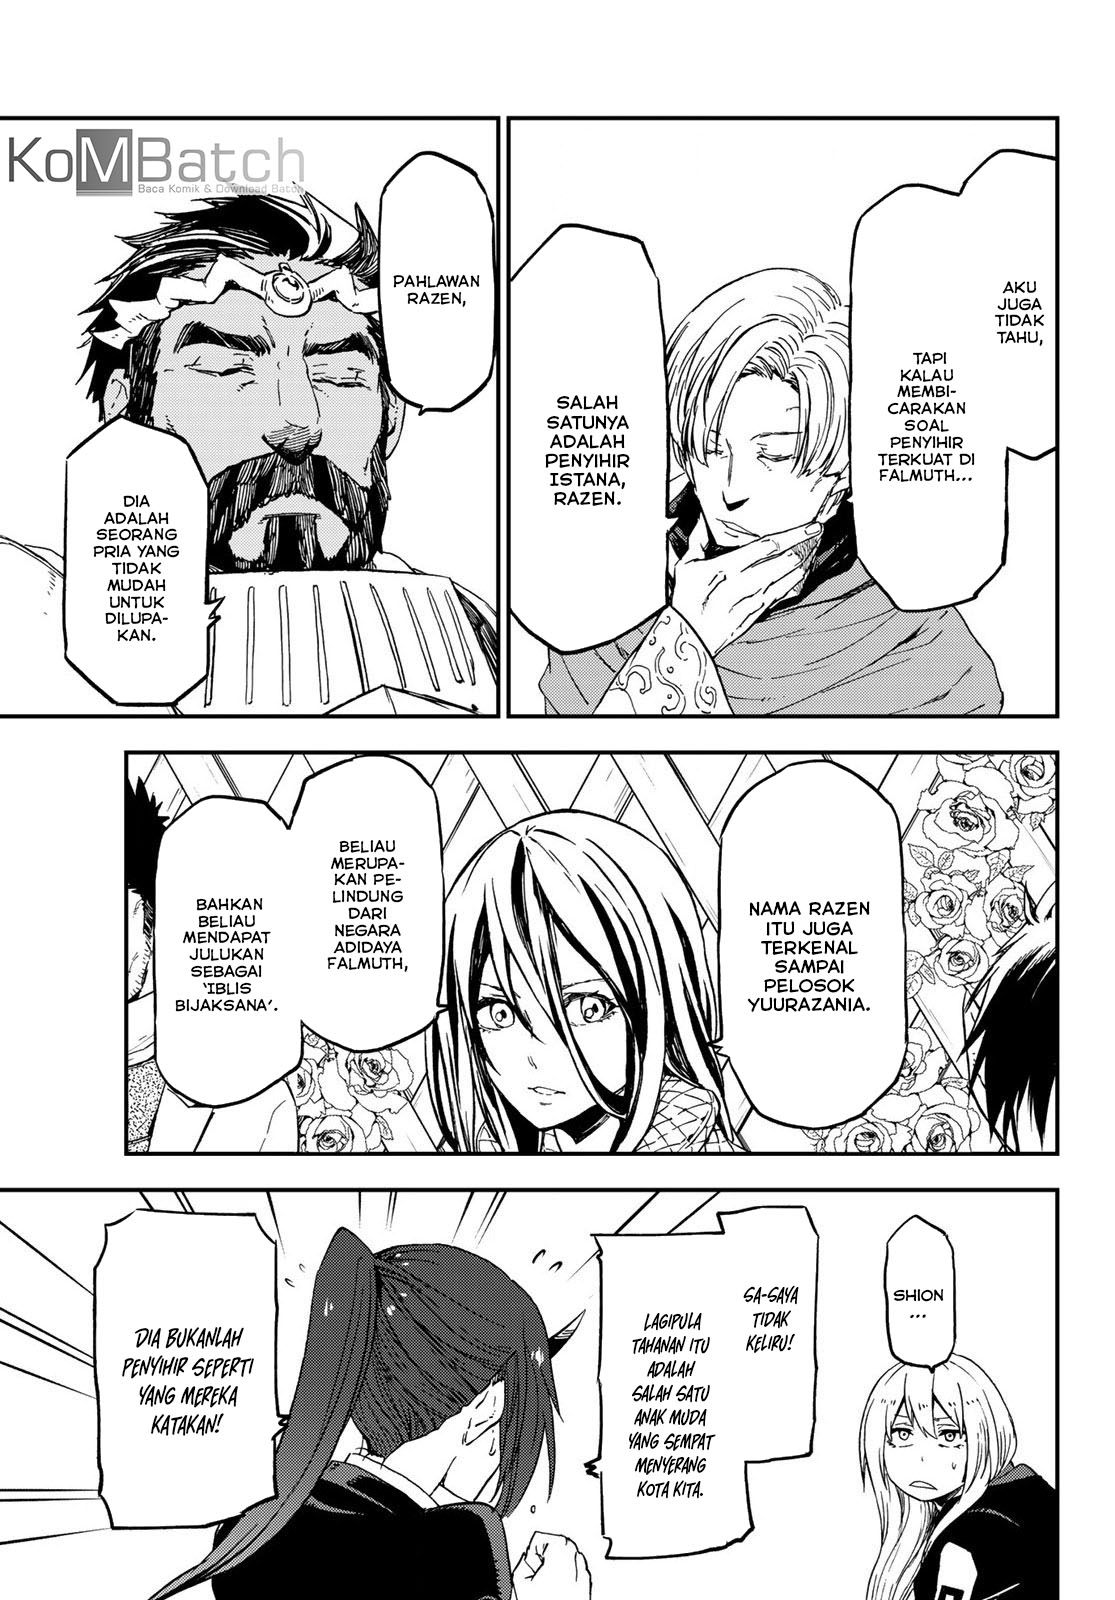 KoMBatch
Baca Komik & Download Batch
AKU
JUGA
TIDAK
TAHU,
TAPI
KALAU
MEMBI-
CARAKAN
SOAL
PENYIHIR
TERKUAT DI
FALMUTH...
SALAH
SATUNYA
ADALAH
PENYIHIR
ISTANA,
RAZEN.
PAHLAWAN
RAZEN,
DIA
ADALAH
SEORANG
PRIA YANG
TIDAK
MUDAH
UNTUK
DILUPA-
KAN.
NAMA RAZEN
ITU JUGA
TERKENAL
SAMPAI
PELOSOK
YUURAZANIA.
BELIAU
MERUPA-
KAN PE-
LINDUNG
DARI
NEGARA
ADIDAYA
FALMUTH,
BAHKAN
BELIAU
MENDAPAT
JULUKAN
SEBAGAI
'IBLIS
BIJAKSANA'.
SHION
...
SA-SAYA
TIDAK
KELIRU!
LAGIPULA
TAHANAN ITU
ADALAH
SALAH SATU
ANAK MUDA
YANG SEMPAT
MENYERANG
KOTA KITA.
DIA BUKANLAH
PENYIHIR SEPERTI
YANG MEREKA
KATAKAN!